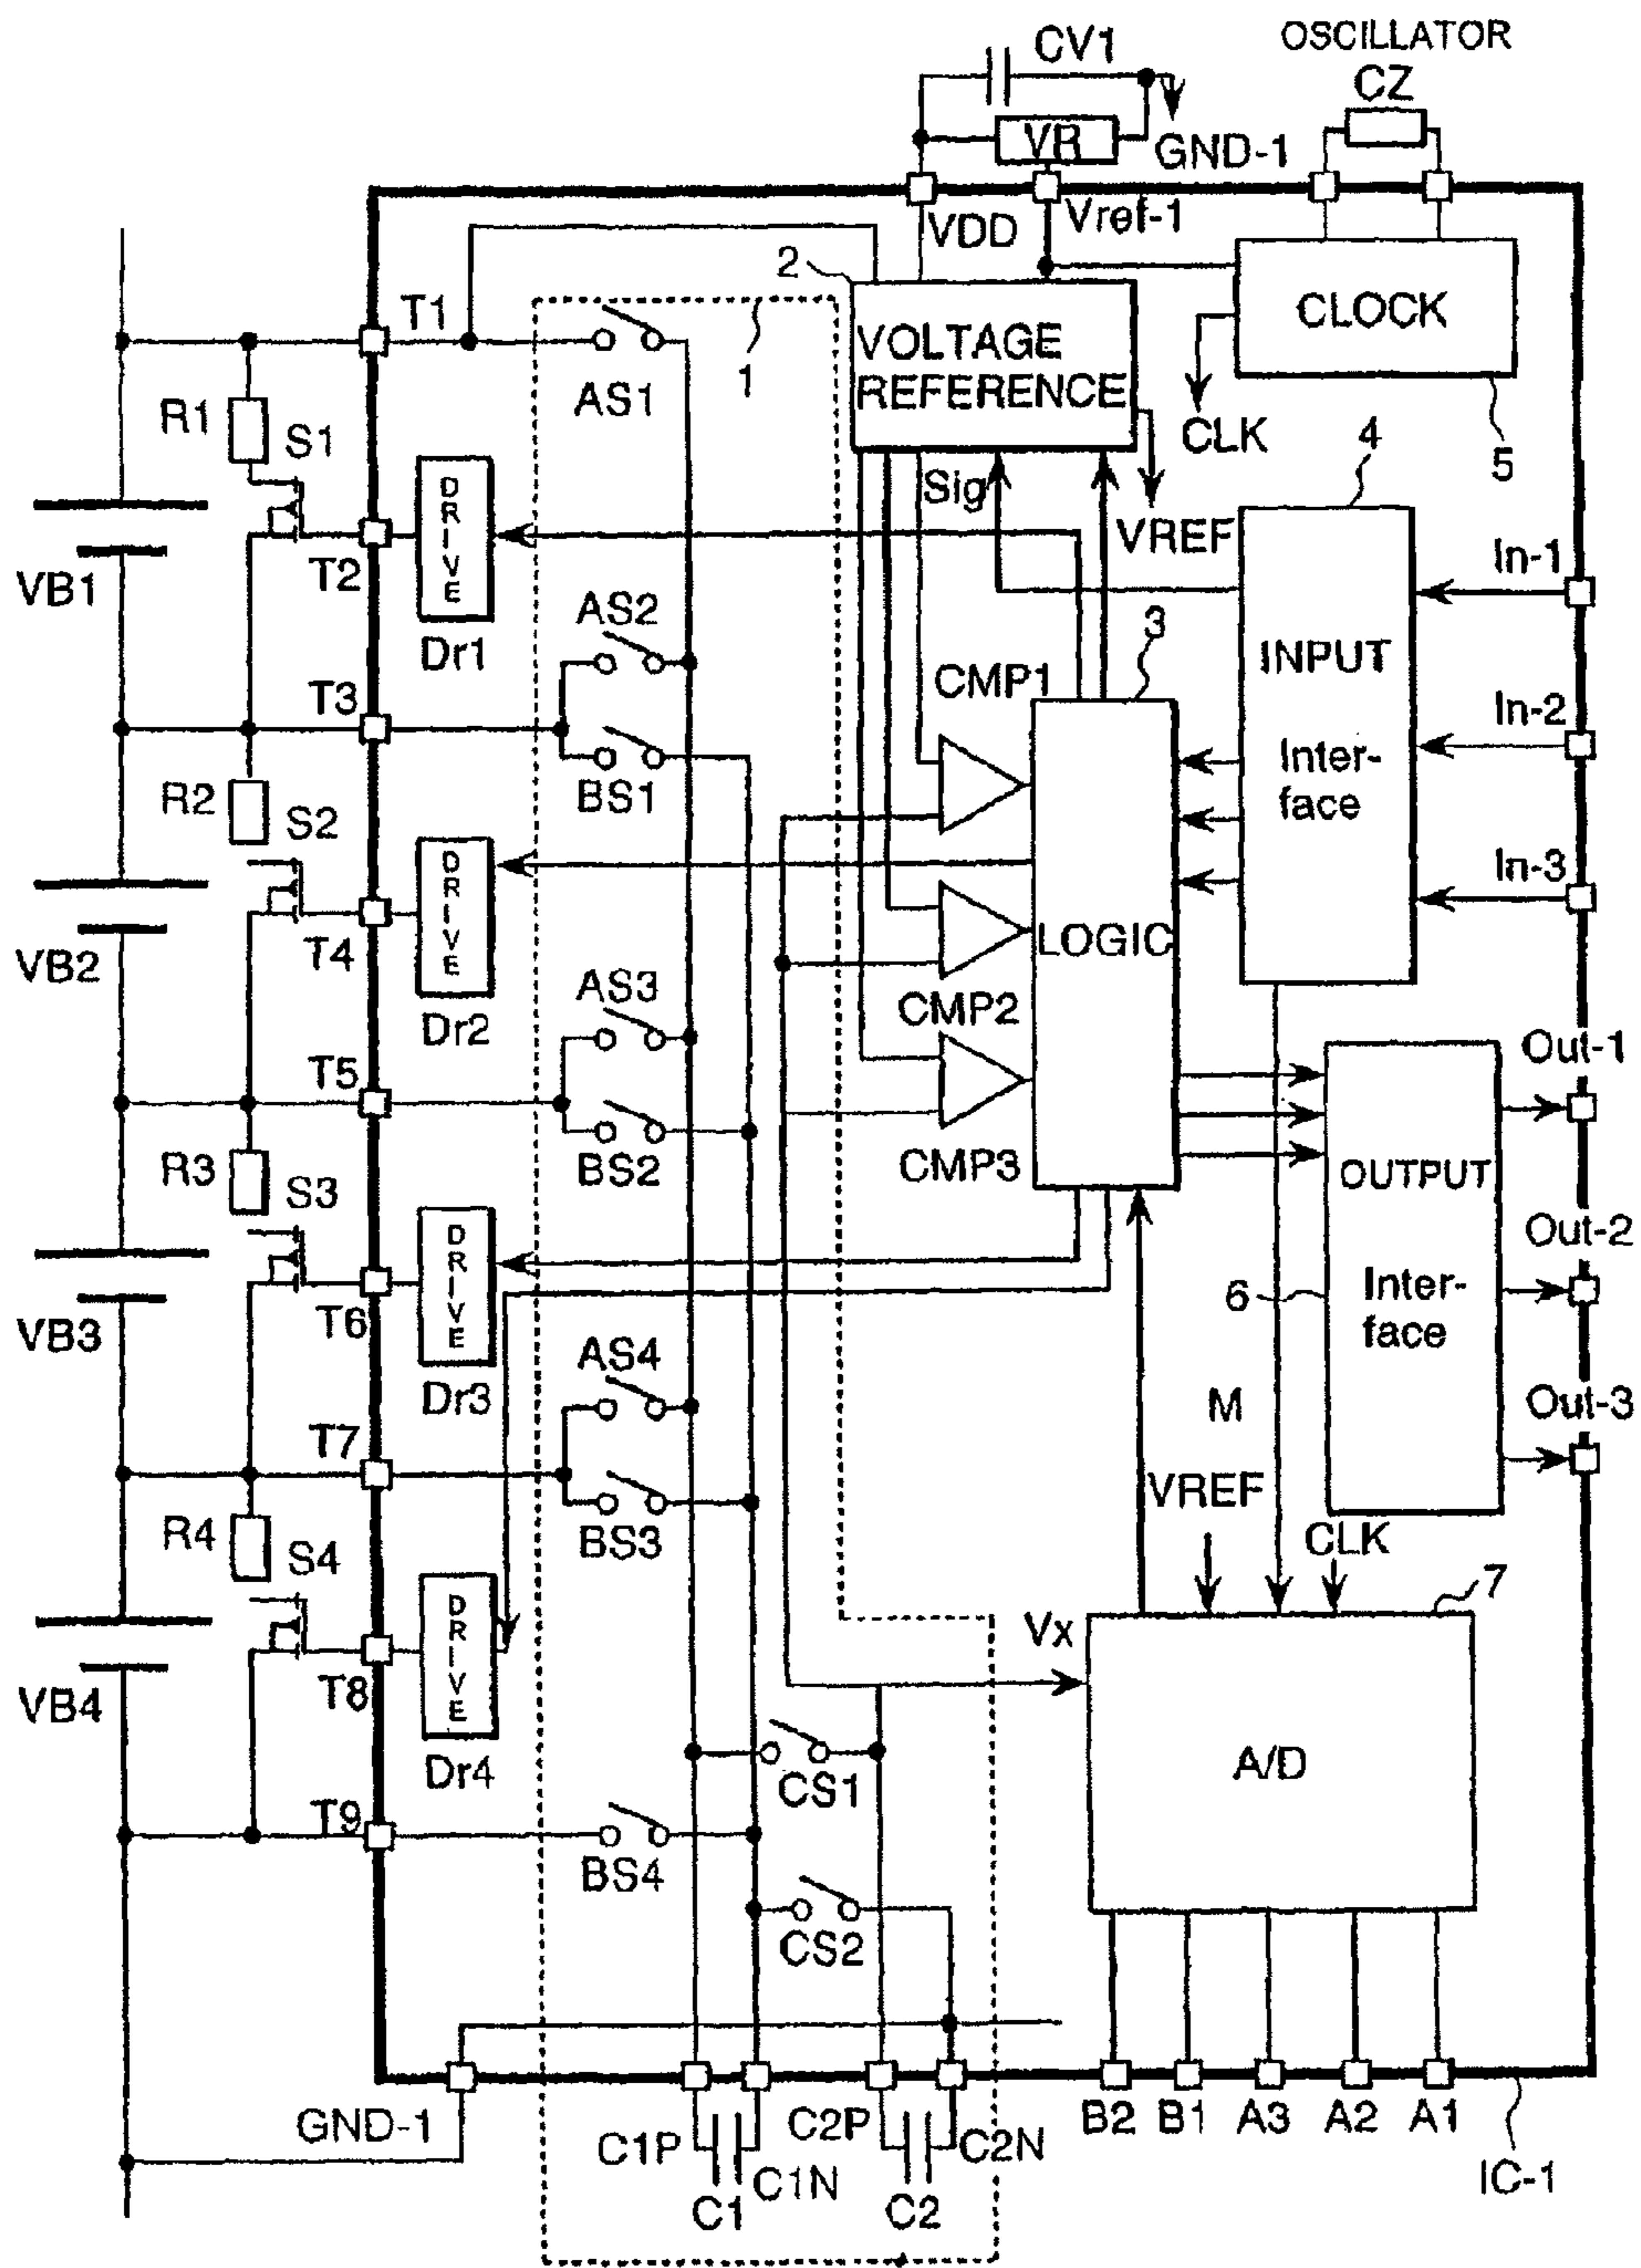 CV1
OSCILLATOR
CZ
VR
GND-1
VDD
Vref-1
2
T1
1
AS1
VOLTAGE
REFERENCE
CLOCK
CLK
5
R1
S1
DRIVE
Sig
VREF
4
VB1
T2
Dr1
AS2
CMP1
3
INPUT
Inter-
face
In-1
T3
BS1
In-2
R2
S2
DRIVE
In-3
VB2
T4
Dr2
AS3
CMP2
LOGIC
T5
BS2
CMP3
Out-1
R3
S3
DRIVE
OUTPUT
Inter-
face
Out-2
6
VB3
T6
Dr3
AS4
M
Out-3
T7
BS3
VREF
CLK
R4
S4
DRIVE
7
VB4
T8
Dr4
Vx
CS1
A/D
T9
BS4
CS2
GND-1
C1P
C1N
C1
C2P
C2N
C2
B2
B1
A3
A2
A1
IC-1